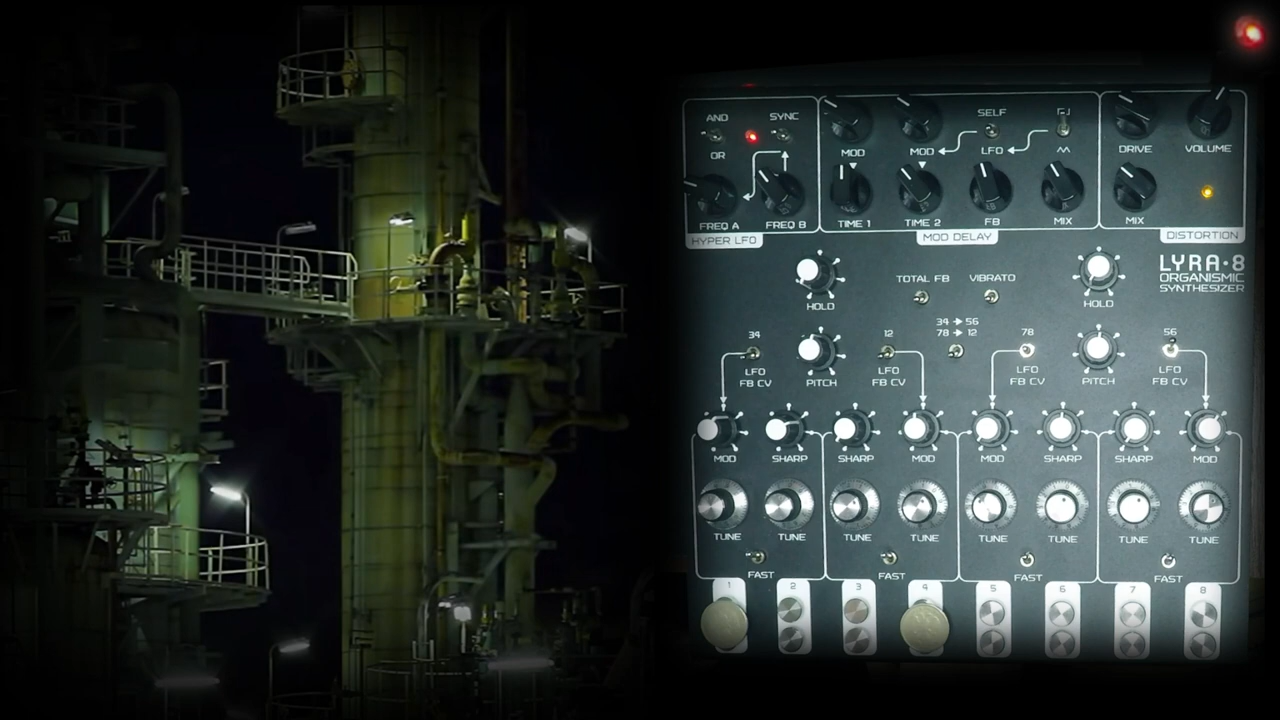 AND SYNC
OR
FREQ A FREQ B
HYPER LFO
SELF
MOD MOD LFO
TIME 1 TIME 2 FB MIX
MOD DELAY
DRIVE VOLUME
MIX
DISTORTION
LYRA-8
ORGANISMIC
SYNTHESIZER
TOTAL FB VIBRATO
HOLD HOLD
34→56
78→12
34 12 78 56
LFO LFO LFO LFO
FB CV PITCH FB CV FB CV PITCH FB CV
MOD SHARP SHARP MOD MOD SHARP SHARP MOD
TUNE TUNE TUNE TUNE TUNE TUNE TUNE TUNE
FAST FAST FAST FAST
1 2 3 4 5 6 7 8